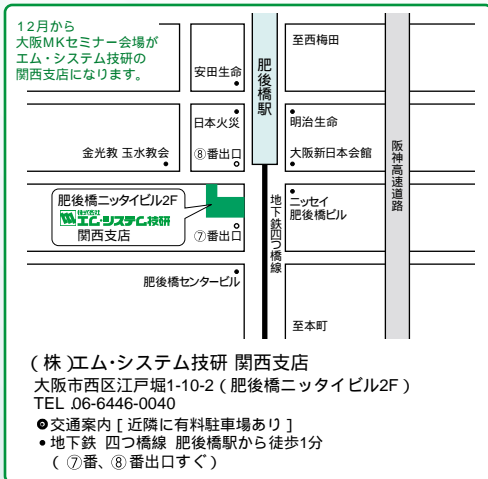 12月から
大阪MKセミナー会場が
エム・システム技研の
関西支店になります。
至西梅田
安田生命
肥後橋駅
日本火災
明治生命
金光教 玉水教会
⑧番出口
大阪新日本会館
阪神高速道路
肥後橋ニッタイビル2F
株式会社
エム・システム技研
関西支店
⑦番出口
地下鉄四つ橋線
ニッセイ
肥後橋ビル
肥後橋センタービル
至本町
(株)エム・システム技研 関西支店
大阪市西区江戸堀1-10-2(肥後橋ニッタイビル2F)
TEL .06-6446-0040
●交通案内[近隣に有料駐車場あり]
•地下鉄 四つ橋線 肥後橋駅から徒歩1分
(⑦番、⑧番出口すぐ)